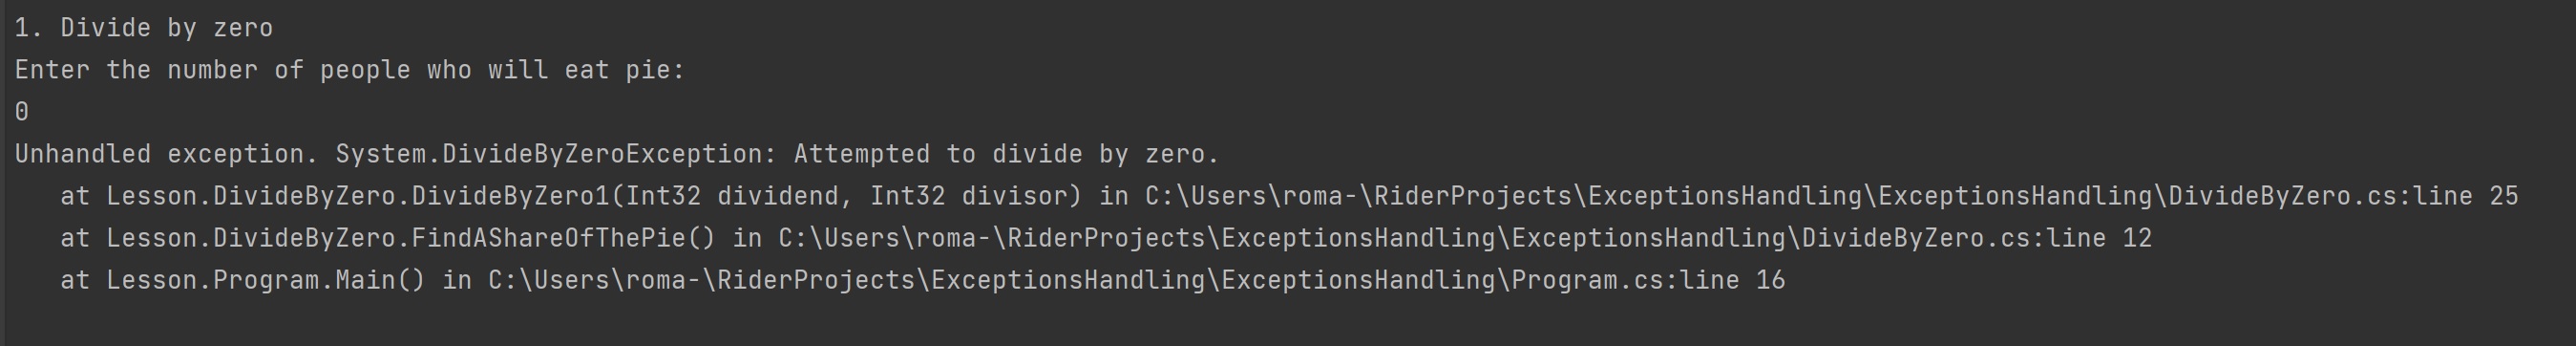 1. Divide by zero
Enter the number of people who will eat pie:
0
Unhandled exception. System.DivideByZeroException: Attempted to divide by zero.
   at Lesson.DivideByZero.DivideByZero1(Int32 dividend, Int32 divisor) in C:\Users\roma-\RiderProjects\ExceptionsHandling\ExceptionsHandling\DivideByZero.cs:line 25
   at Lesson.DivideByZero.FindAShareOfThePie() in C:\Users\roma-\RiderProjects\ExceptionsHandling\ExceptionsHandling\DivideByZero.cs:line 12
   at Lesson.Program.Main() in C:\Users\roma-\RiderProjects\ExceptionsHandling\ExceptionsHandling\Program.cs:line 16